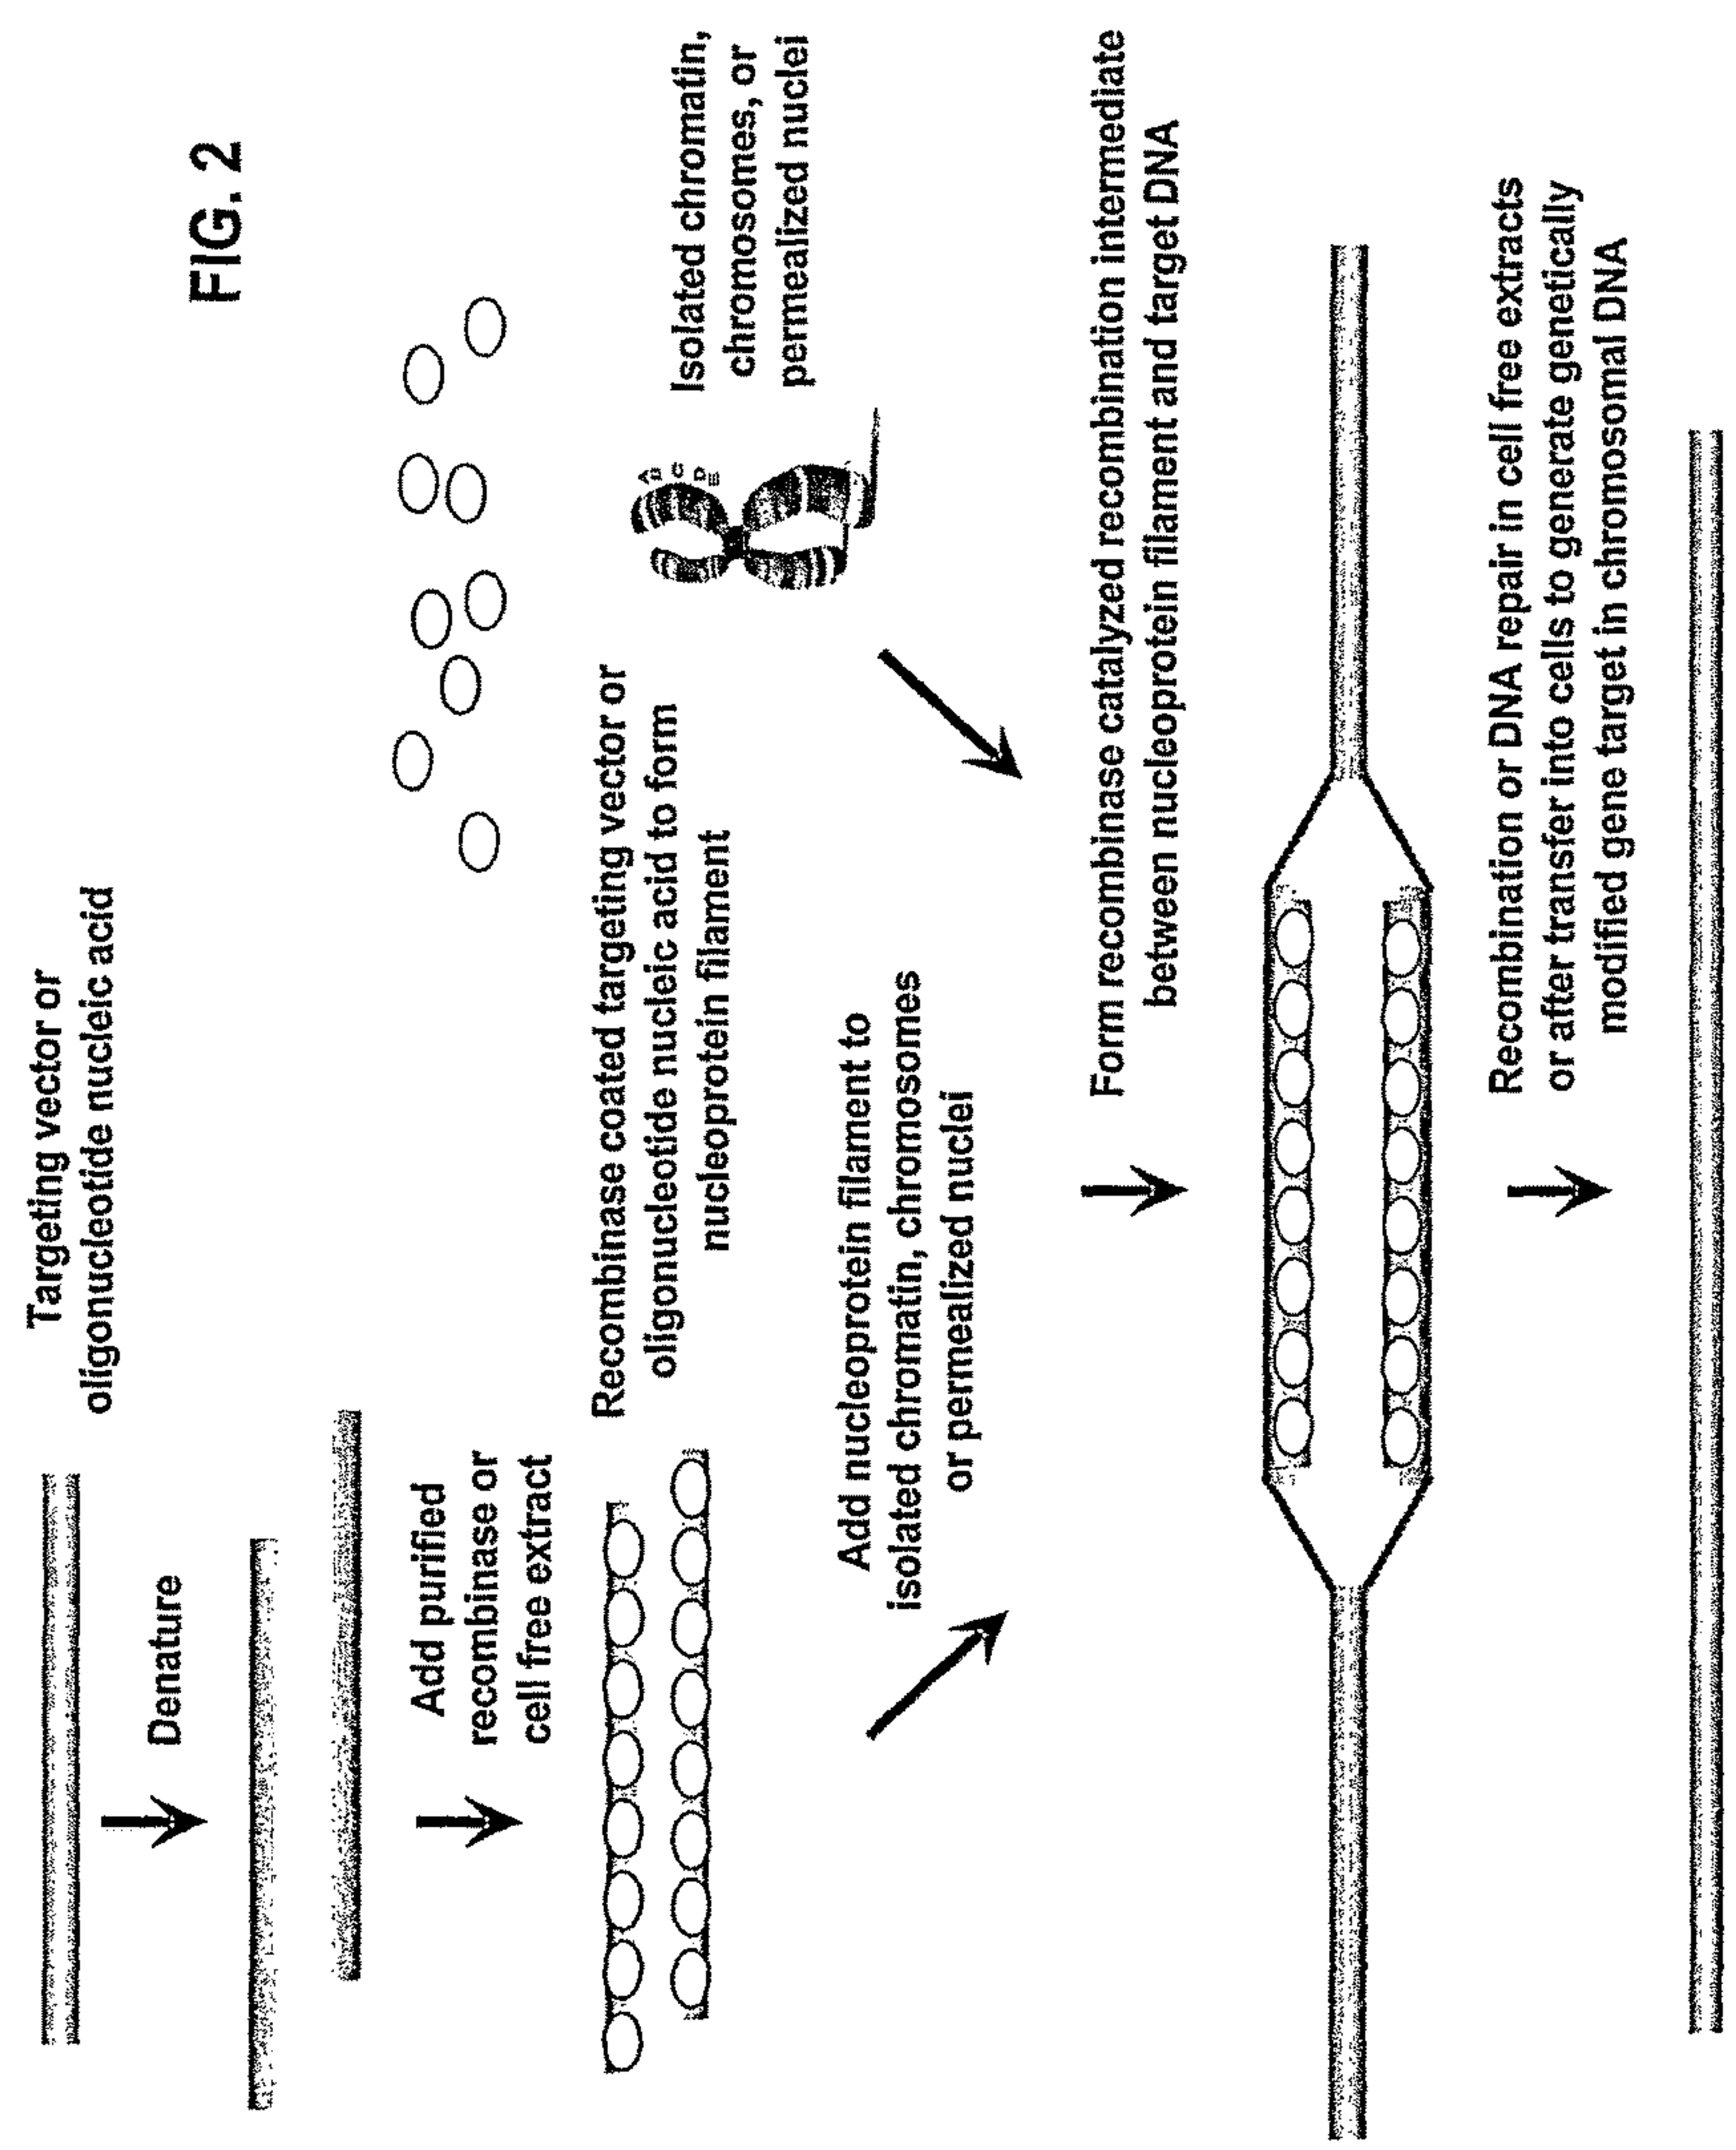 FIG. 2
Targeting vector or
oligonucleotide nucleic acid
Denature
Add purified
recombinase or
cell free extract
Recombinase coated targeting vector or
oligonucleotide nucleic acid to form
nucleoprotein filament
Isolated chromatin,
chromosomes, or
permealized nuclei
A
B
C
D
E
Add nucleoprotein filament to
isolated chromatin, chromosomes
or permealized nuclei
Form recombinase catalyzed recombination intermediate
between nucleoprotein filament and target DNA
Recombination or DNA repair in cell free extracts
or after transfer into cells to generate genetically
modified gene target in chromosomal DNA